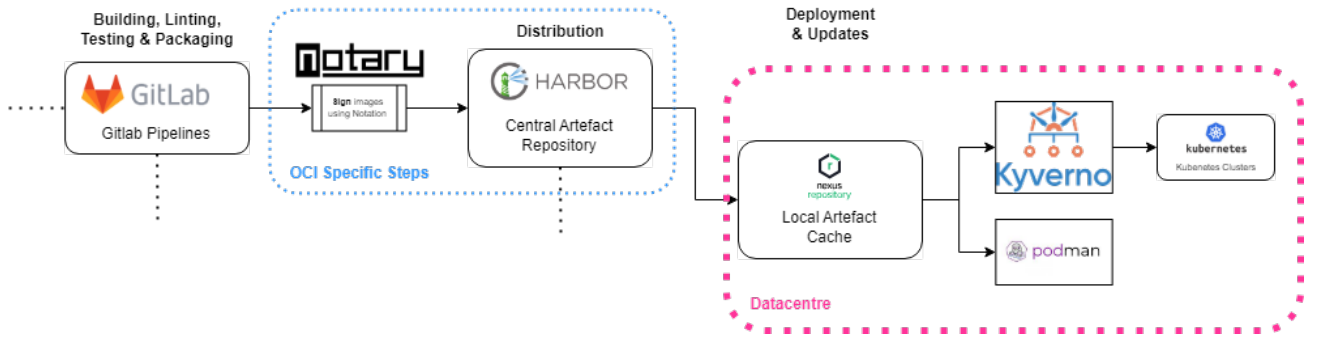 Building, Linting,
Testing & Packaging
GitLab
Gitlab Pipelines
notary
Sign images
using Notation
OCI Specific Steps
Distribution
HARBOR
Central Artefact
Repository
Deployment
& Updates
r
nexus
repository
Local Artefact
Cache
Kyverno
kubernetes
Kubenetes Clusters
podman
Datacentre